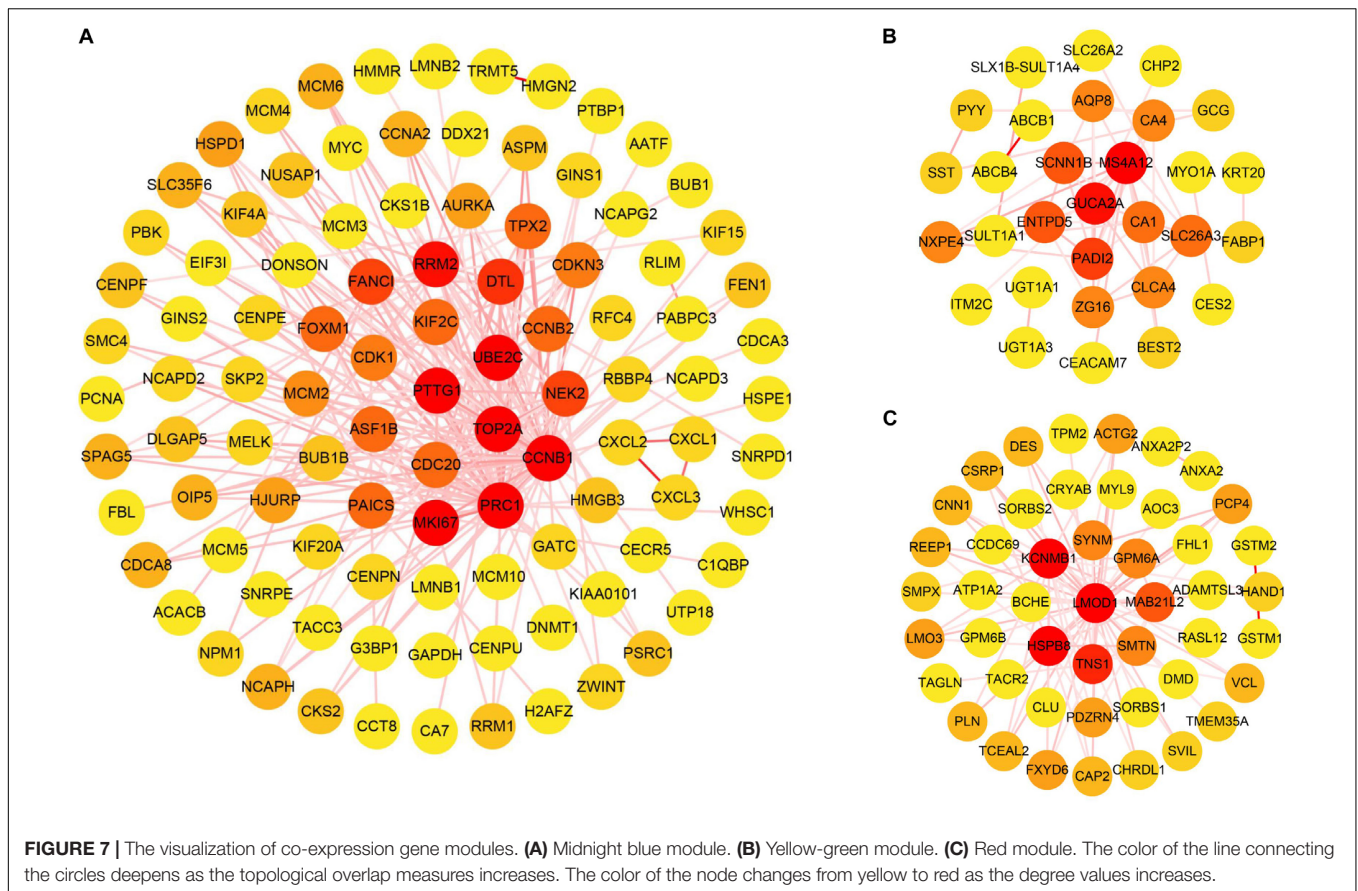 A
HMMR
LMNB2
TRMT5
HMGN2
MCM6
PTBP1
MCM4
CCNA2
DDX21
ASPM
AATF
HSPD1
MYC
GINS1
BUB1
NUSAP1
SLC35F6
CKS1B
AURKA
NCAPG2
KIF4A
MCM3
TPX2
KIF15
PBK
EIF3I
DONSON
RRM2
CDKN3
RLIM
FANCI
DTL
CENPF
FEN1
GINS2
CENPE
FOXM1
KIF2C
CCNB2
RFC4
PABPC3
SMC4
CDK1
UBE2C
CDCA3
NCAPD2
SKP2
MCM2
PTTG1
NEK2
RBBP4
NCAPD3
PCNA
HSPE1
DLGAP5
MELK
ASF1B
TOP2A
CXCL2
CXCL1
SPAG5
BUB1B
CDC20
CCNB1
SNRPD1
OIP5
HJURP
PAICS
MKI67
PRC1
HMGB3
CXCL3
FBL
WHSC1
MCM5
KIF20A
GATC
CECR5
CDCA8
CENPN
LMNB1
MCM10
C1QBP
ACACB
SNRPE
KIAA0101
UTP18
TACC3
DNMT1
NPM1
G3BP1
GAPDH
CENPU
PSRC1
NCAPH
ZWINT
CKS2
CCT8
CA7
RRM1
H2AFZ
B
SLC26A2
SLX1B-SULT1A4
CHP2
AQP8
PYY
ABCB1
CA4
GCG
SCNN1B
MS4A12
SST
ABCB4
MYO1A
KRT20
GUCA2A
ENTPD5
CA1
NXPE4
SULT1A1
SLC26A3
FABP1
PADI2
CLCA4
ITM2C
UGT1A1
ZG16
CES2
UGT1A3
CEACAM7
BEST2
C
DES
TPM2
ACTG2
ANXA2P2
CSRP1
ANXA2
CRYAB
MYL9
CNN1
SORBS2
AOC3
PCP4
SYNM
REEP1
CCDC69
KCNMB1
GPM6A
FHL1
GSTM2
SMPX
ATP1A2
BCHE
LMOD1
MAB21L2
ADAMTSL3
HAND1
LMO3
GPM6B
HSPB8
SMTN
RASL12
GSTM1
TNS1
TAGLN
TACR2
DMD
VCL
CLU
PDZRN4
SORBS1
PLN
TMEM35A
TCEAL2
SVIL
FXYD6
CAP2
CHRDL1
FIGURE 7 | The visualization of co-expression gene modules. (A) Midnight blue module. (B) Yellow-green module. (C) Red module. The color of the line connecting
the circles deepens as the topological overlap measures increases. The color of the node changes from yellow to red as the degree values increases.